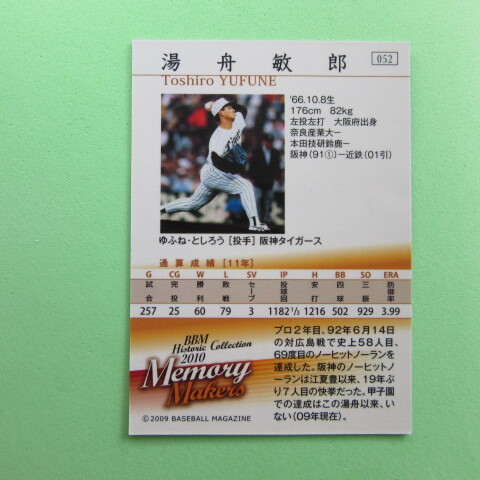 湯舟敏郎
052
Toshiro YUFUNE
'66.10.8生
176cm 82kg
左投左打 大阪府出身
奈良産業大ー
本田技研鈴鹿ー
阪神(91①)ー近鉄(01引)
ゆふね・としろう[投手]阪神タイガース
通算成績[11年]
G CG W L SV IP H BB SO ERA
試合 完投 勝利 敗戦 セーブ 投球回 安打 四球 三振 防御率
257 25 60 79 3 1182 1/3 1216 502 929 3.99
BBM
Historic Collection
2010
Memory
Makers
©2009 BASEBALL MAGAZINE
プロ2年目、92年6月14日
の対広島戦で史上58人目、
69度目のノーヒットノーランを
達成した。阪神のノーヒットノ
ーランは江夏豊以来、19年
ぶり7人目の快挙だった。甲子園
での達成はこの湯舟以来、い
ない(09年現在)。